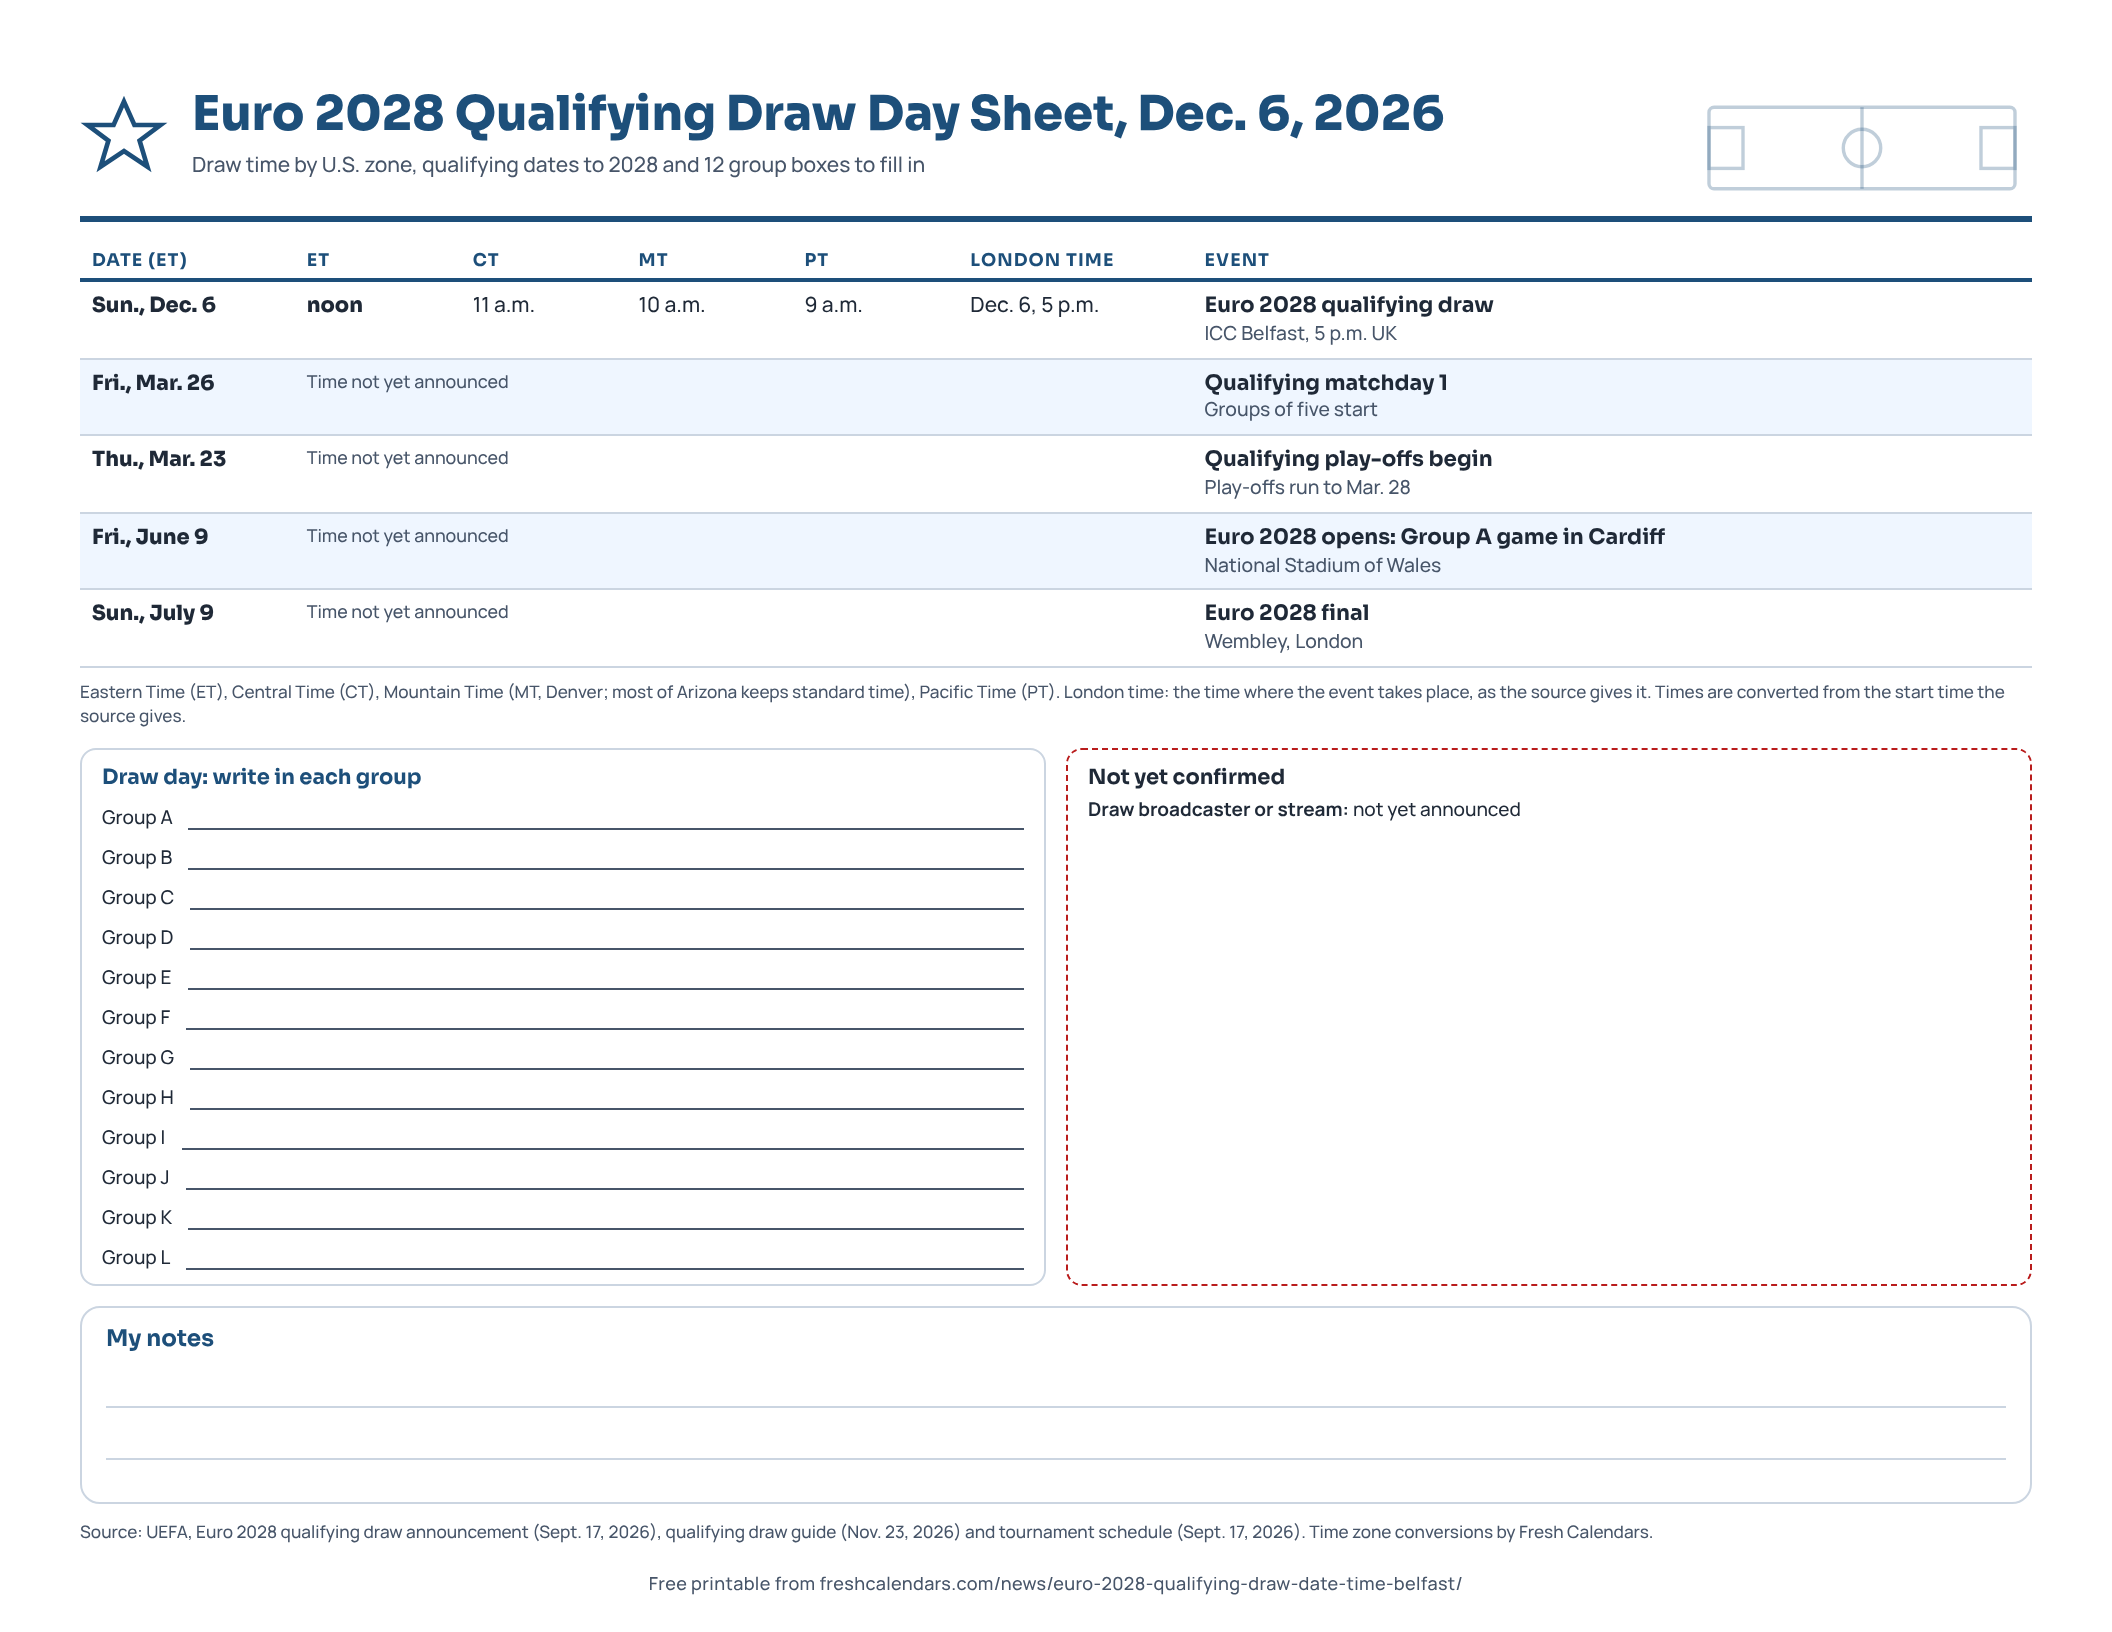 Euro 2028 Qualifying Draw Day Sheet, Dec. 6, 2026
Draw time by U.S. zone, qualifying dates to 2028 and 12 group boxes to fill in
DATE (ET) ET CT MT PT LONDON TIME EVENT
Sun., Dec. 6 noon 11 a.m. 10 a.m. 9 a.m. Dec. 6, 5 p.m. Euro 2028 qualifying draw
ICC Belfast, 5 p.m. UK
Fri., Mar. 26 Time not yet announced Qualifying matchday 1
Groups of five start
Thu., Mar. 23 Time not yet announced Qualifying play-offs begin
Play-offs run to Mar. 28
Fri., June 9 Time not yet announced Euro 2028 opens: Group A game in Cardiff
National Stadium of Wales
Sun., July 9 Time not yet announced Euro 2028 final
Wembley, London
Eastern Time (ET), Central Time (CT), Mountain Time (MT, Denver; most of Arizona keeps standard time), Pacific Time (PT). London time: the time where the event takes place, as the source gives it. Times are converted from the start time the
source gives.
Draw day: write in each group
Group A
Group B
Group C
Group D
Group E
Group F
Group G
Group H
Group I
Group J
Group K
Group L
Not yet confirmed
Draw broadcaster or stream: not yet announced
My notes
Source: UEFA, Euro 2028 qualifying draw announcement (Sept. 17, 2026), qualifying draw guide (Nov. 23, 2026) and tournament schedule (Sept. 17, 2026). Time zone conversions by Fresh Calendars.
Free printable from freshcalendars.com/news/euro-2028-qualifying-draw-date-time-belfast/